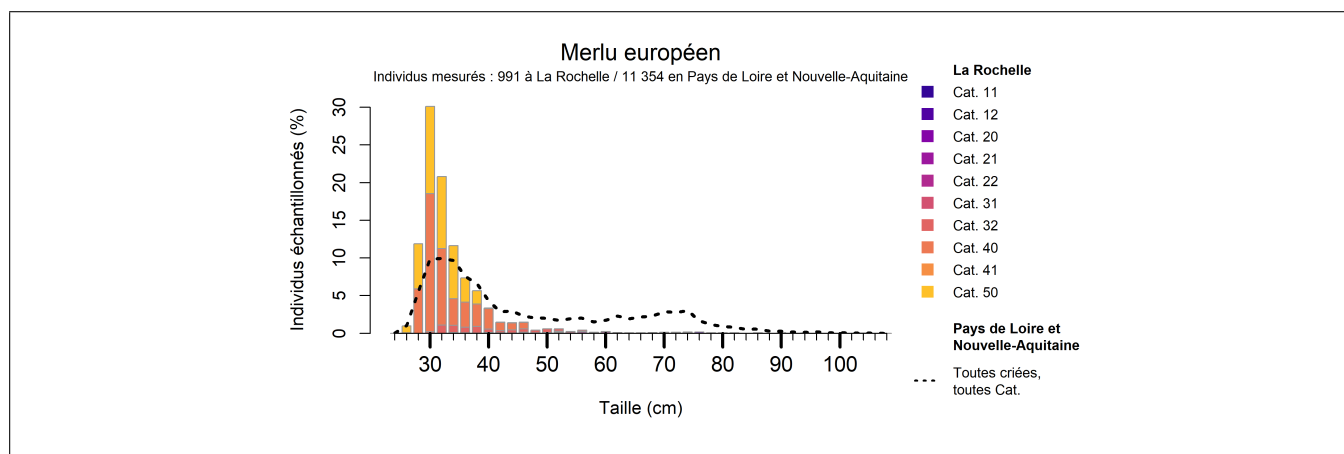 Merlu européen
Individus mesurés : 991 à La Rochelle / 11 354 en Pays de Loire et Nouvelle-Aquitaine
Individus échantillonnés (%)
30
25
20
15
10
5
0
30 40 50 60 70 80 90 100
Taille (cm)
La Rochelle
Cat. 11
Cat. 12
Cat. 20
Cat. 21
Cat. 22
Cat. 31
Cat. 32
Cat. 40
Cat. 41
Cat. 50
Pays de Loire et
Nouvelle-Aquitaine
Toutes criées,
toutes Cat.